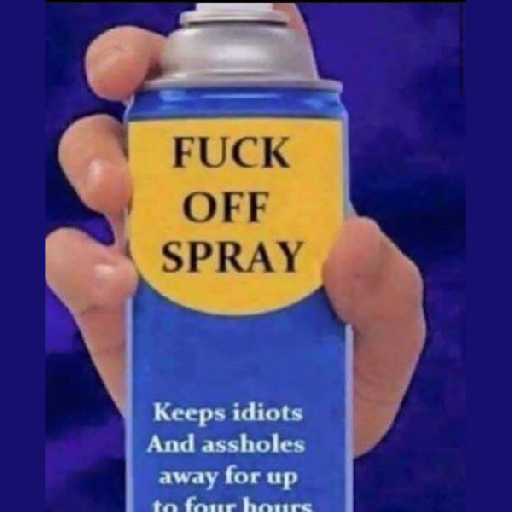 FUCK
OFF
SPRAY
Keeps idiots
And assholes
away for up
to four hours